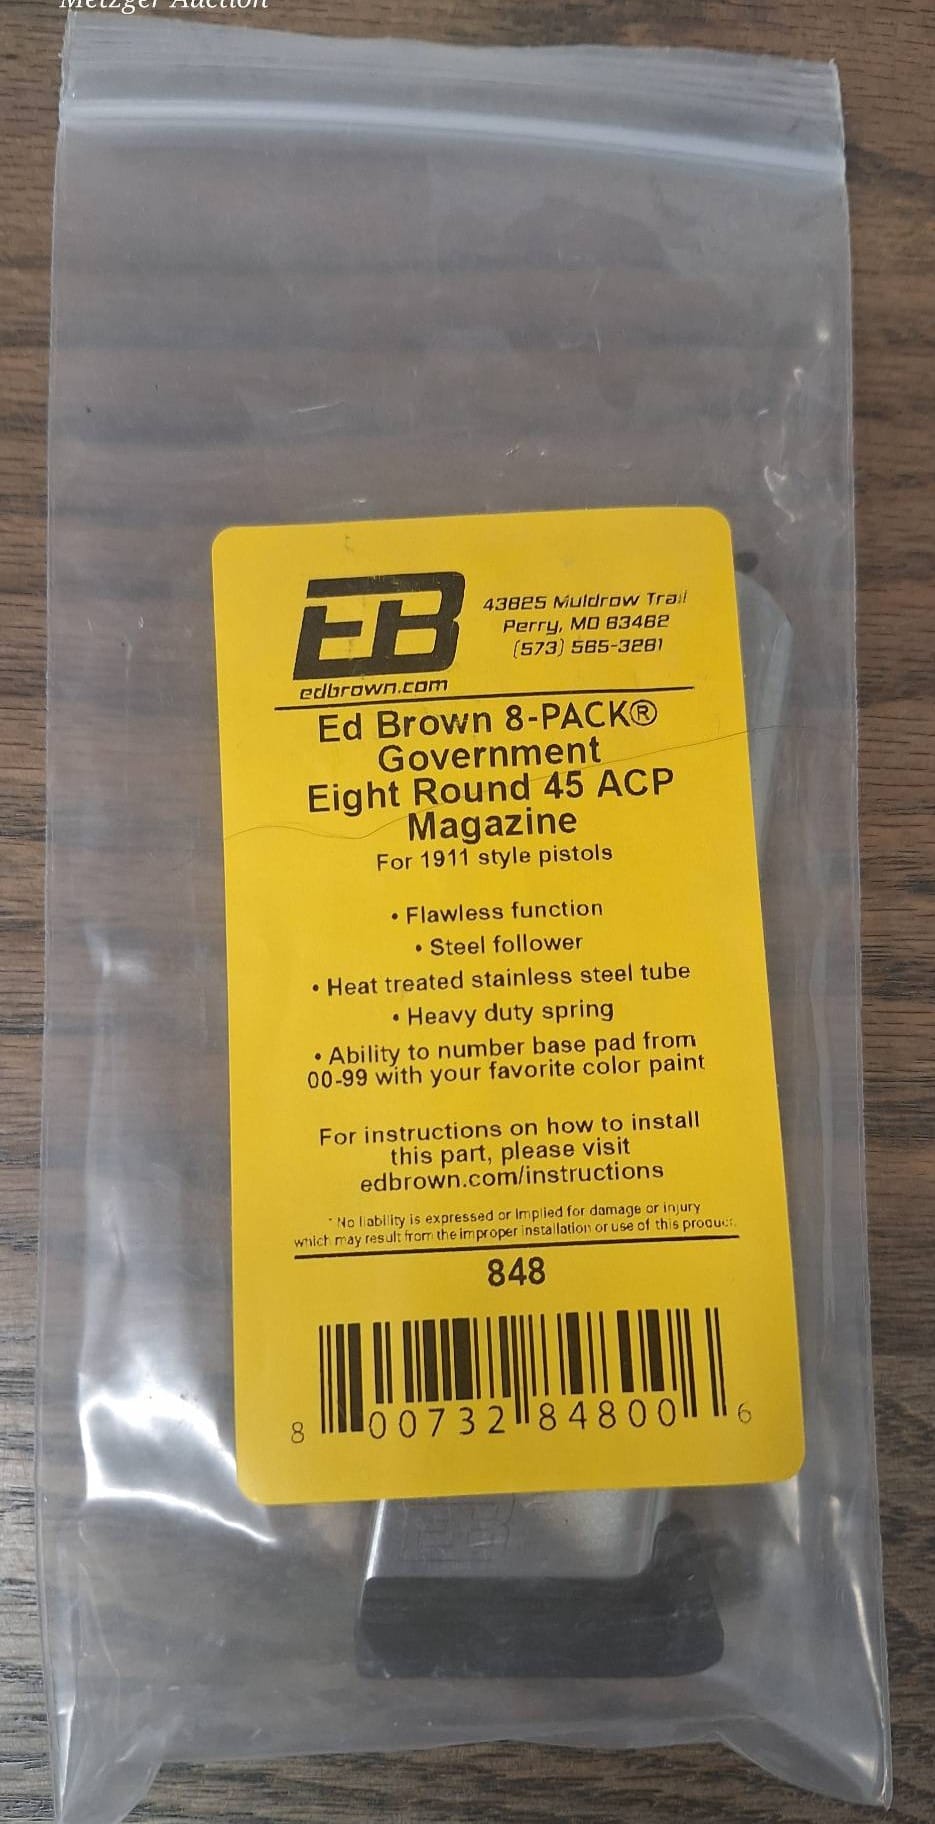 Metzger Auction
EB
edbrown.com
43825 Muldrow Trail
Perry, MO 63462
(573) 565-3261
Ed Brown 8-PACK®
Government
Eight Round 45 ACP
Magazine
For 1911 style pistols
• Flawless function
• Steel follower
• Heat treated stainless steel tube
• Heavy duty spring
• Ability to number base pad from
00-99 with your favorite color paint
For instructions on how to install
this part, please visit
edbrown.com/instructions
* No liability is expressed or implied for damage or injury
which may result from the improper installation or use of this product.
848
8 00732 84800 6
EB